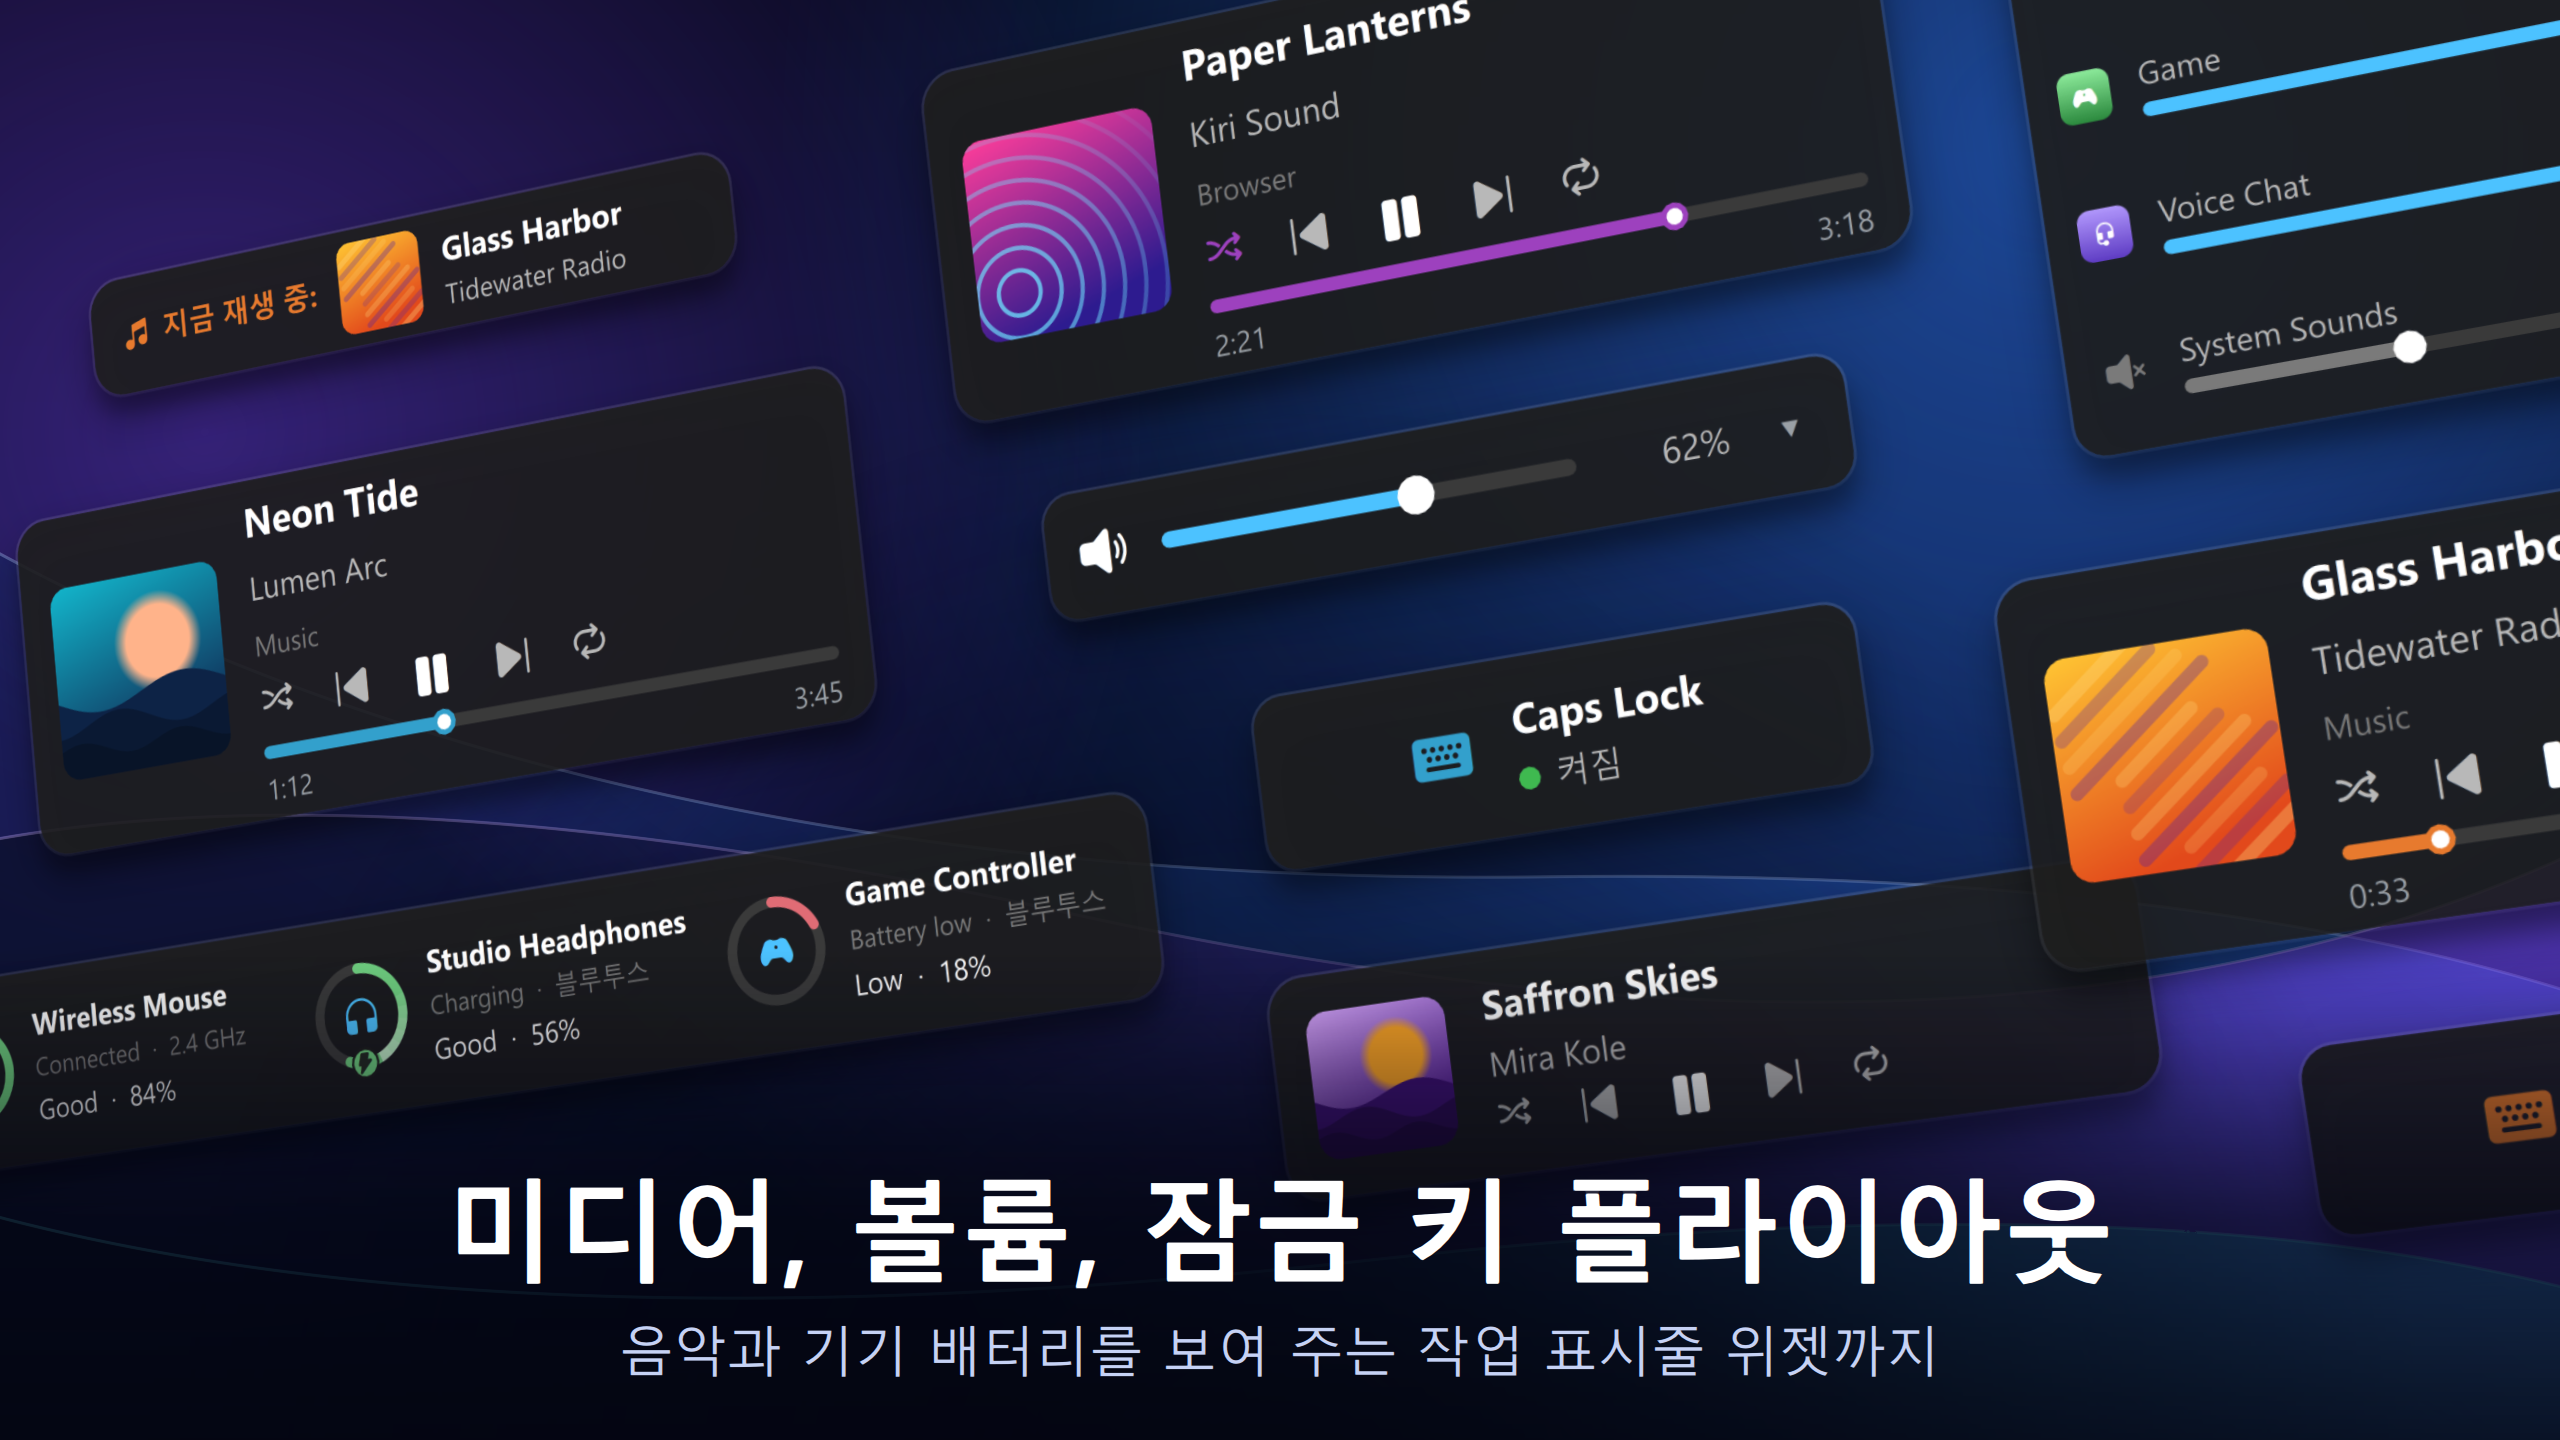 지금 재생 중:
Glass Harbor
Tidewater Radio
Neon Tide
Lumen Arc
Music
1:12
3:45
Wireless Mouse
Connected · 2.4 GHz
Good · 84%
Studio Headphones
Charging · 블루투스
Good · 56%
Game Controller
Battery low · 블루투스
Low · 18%
Paper Lanterns
Kiri Sound
Browser
2:21
3:18
62%
Caps Lock
켜짐
Saffron Skies
Mira Kole
Game
Voice Chat
System Sounds
Glass
Tidewater
Music
0:33
미디어, 볼륨, 잠금 키 플라이아웃
음악과 기기 배터리를 보여 주는 작업 표시줄 위젯까지